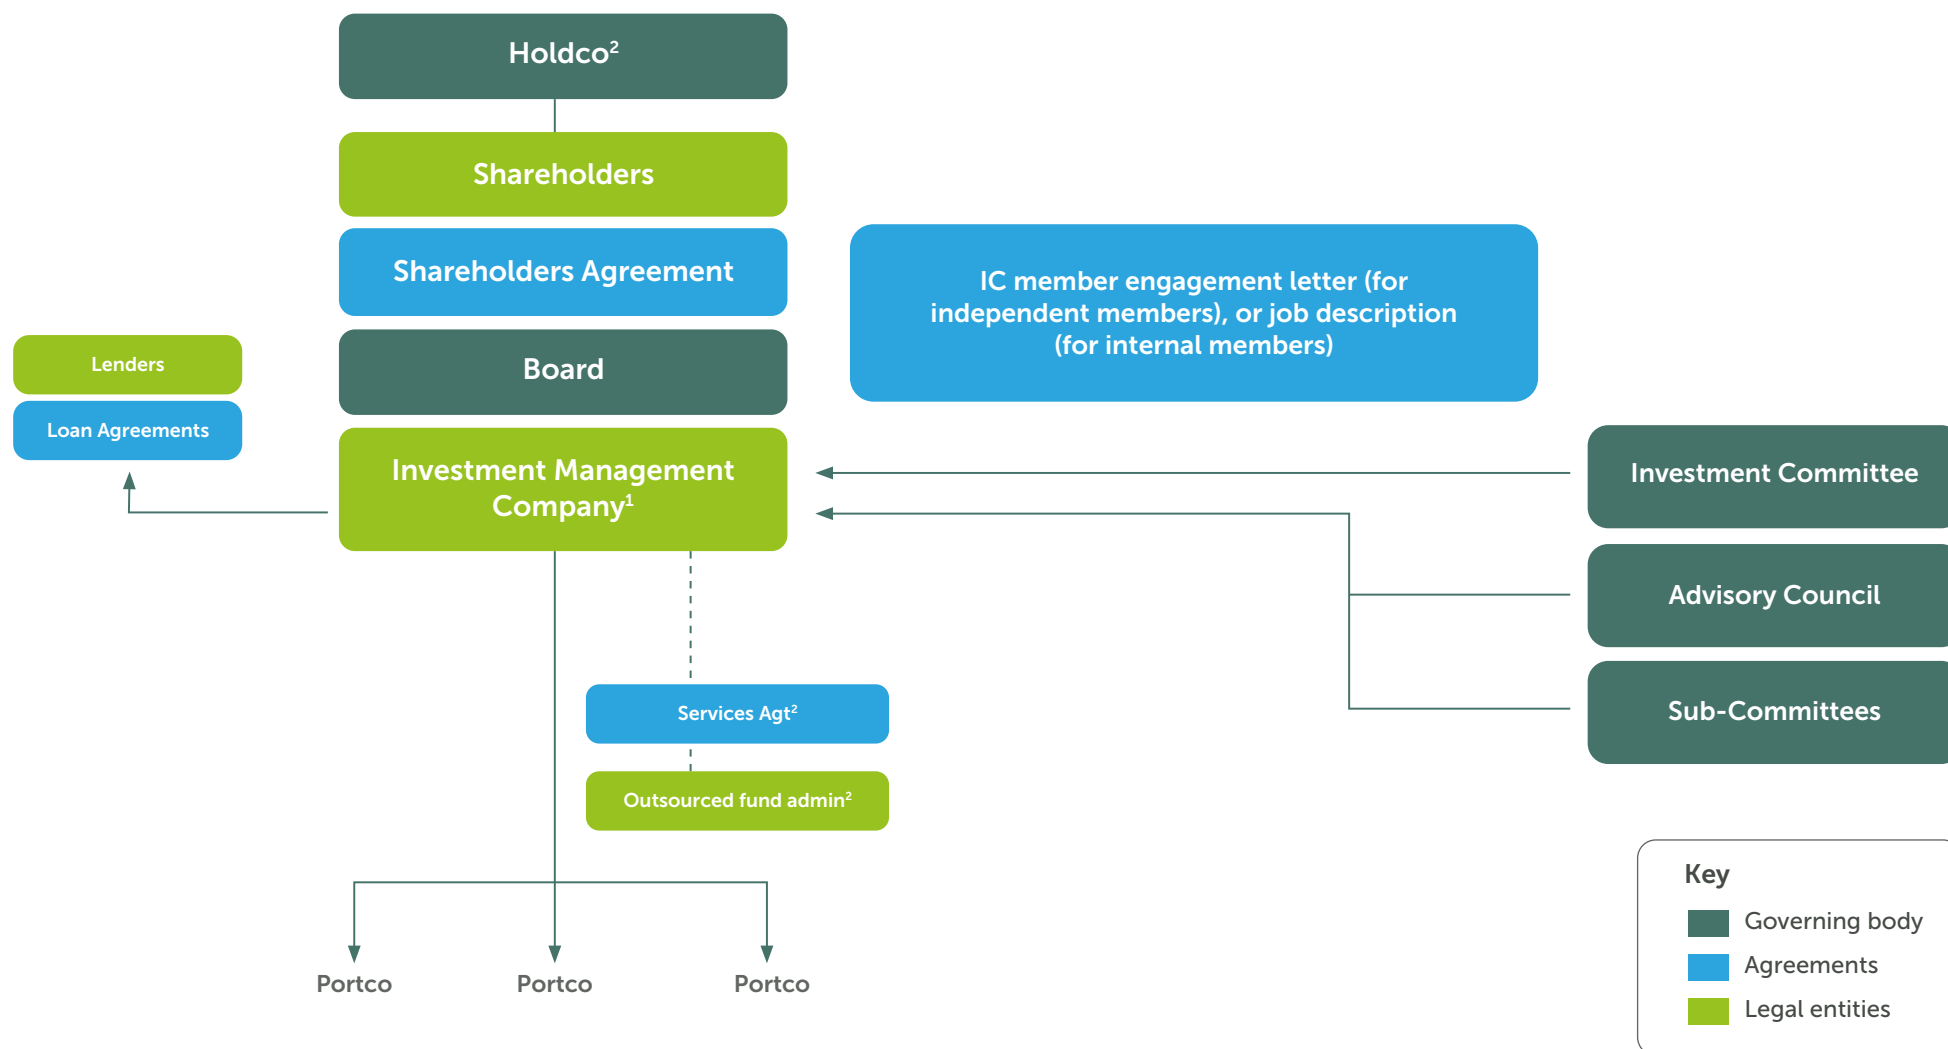 Holdco²
Shareholders
Shareholders Agreement
IC member engagement letter (for
independent members), or job description
(for internal members)
Board
Lenders
Loan Agreements
Investment Management
Company¹
Investment Committee
Advisory Council
Sub-Committees
Services Agt²
Outsourced fund admin²
Portco
Portco
Portco
Key
Governing body
Agreements
Legal entities